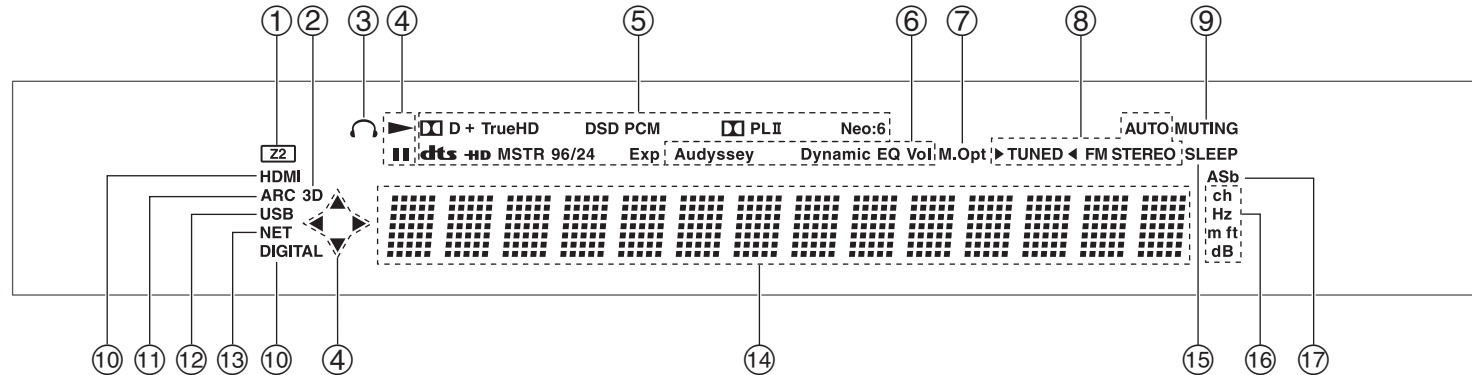 ① ② ③ ④ ⑤ ⑥ ⑦ ⑧ ⑨
D + TrueHD DSD PCM PL II Neo:6 AUTO MUTING
Z2 dts -HD MSTR 96/24 Exp Audyssey Dynamic EQ Vol M.Opt ▶ TUNED ◀ FM STEREO SLEEP
HDMI ASb
ARC 3D ch
USB Hz
NET m ft
DIGITAL dB
⑩ ⑪ ⑫ ⑬ ⑩ ④ ⑭ ⑮ ⑯ ⑰